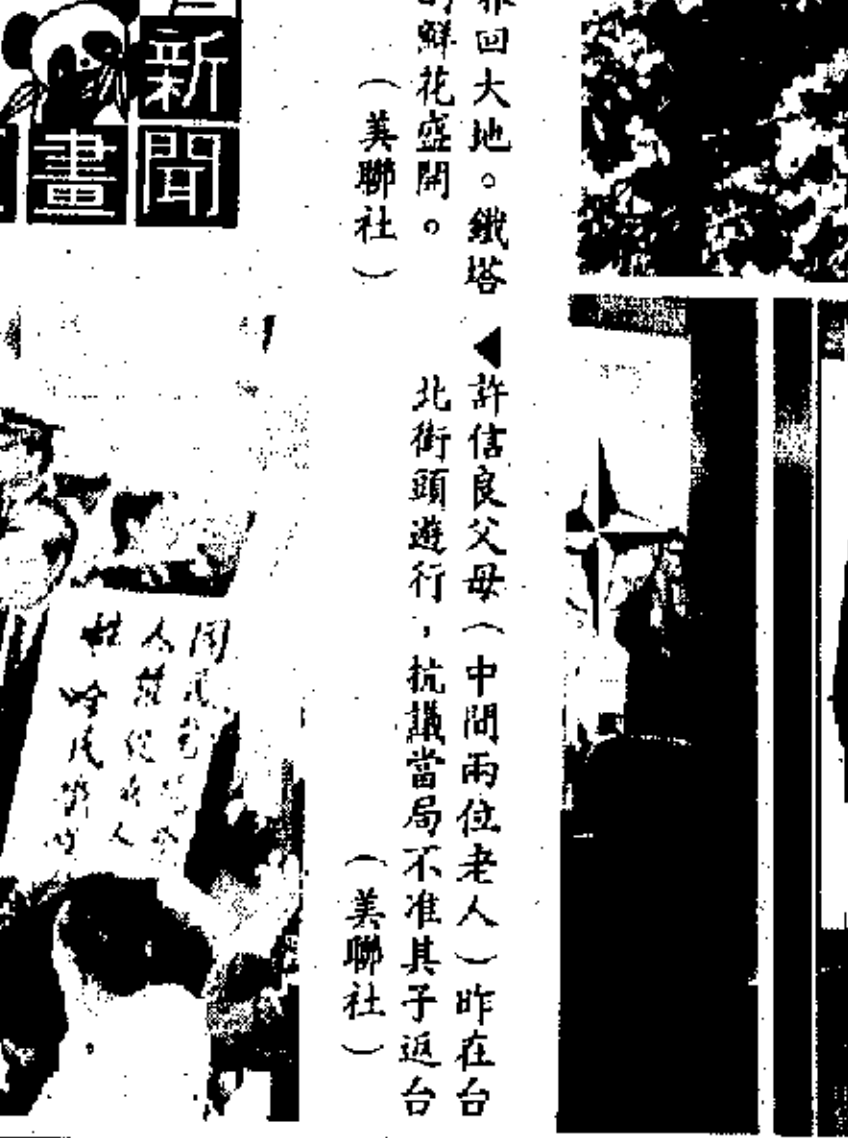 回大地。鐵塔
鮮花盛開。
（美聯社）
新聞
畫
◀許信良父母（中間兩位老人）昨在台
北街頭遊行，抗議當局不准其子返台
（美聯社）